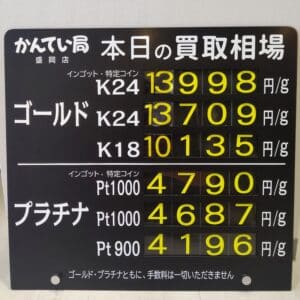 かんてい局
盛岡店
本日の買取相場
インゴット・特定コイン
K24 13998 円/g
ゴールド K24 13709 円/g
K18 10135 円/g
インゴット・特定コイン
Pt1000 4790 円/g
プラチナ Pt1000 4687 円/g
Pt900 4196 円/g
ゴールド・プラチナともに、手数料は一切いただきません